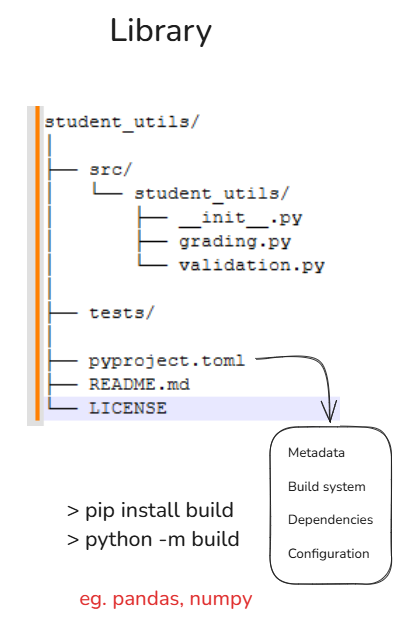 Library
student_utils/
├── src/
└── student_utils/
├── __init__.py
├── grading.py
└── validation.py
├── tests/
├── pyproject.toml
├── README.md
└── LICENSE
Metadata
Build system
Dependencies
Configuration
> pip install build
> python -m build
eg. pandas, numpy